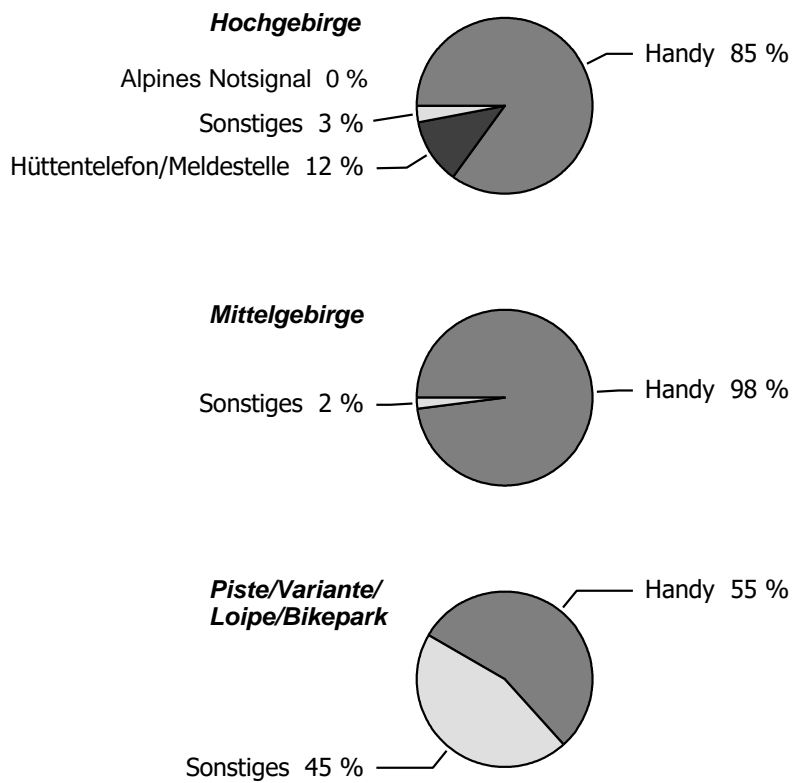 Hochgebirge
Handy 85 %
Alpines Notsignal 0 %
Sonstiges 3 %
Hüttentelefon/Meldestelle 12 %
Mittelgebirge
Handy 98 %
Sonstiges 2 %
Piste/Variante/
Loipe/Bikepark
Handy 55 %
Sonstiges 45 %